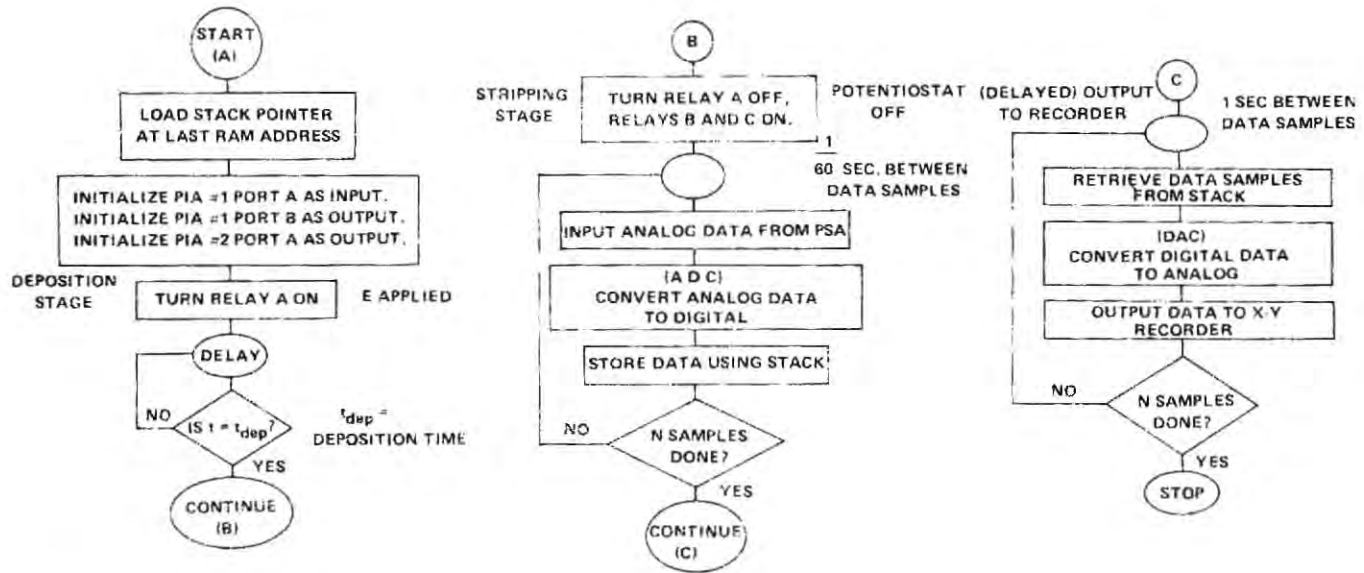 START
(A)
LOAD STACK POINTER
AT LAST RAM ADDRESS
INITIALIZE PIA =1 PORT A AS INPUT.
INITIALIZE PIA =1 PORT B AS OUTPUT.
INITIALIZE PIA =2 PORT A AS OUTPUT.
DEPOSITION
STAGE
TURN RELAY A ON
E APPLIED
DELAY
NO
IS t = tdep?
tdep =
DEPOSITION TIME
YES
CONTINUE
(B)
B
STRIPPING
STAGE
TURN RELAY A OFF,
RELAYS B AND C ON.
POTENTIOSTAT
OFF
1
60 SEC. BETWEEN
DATA SAMPLES
INPUT ANALOG DATA FROM PSA
(A D C)
CONVERT ANALOG DATA
TO DIGITAL
STORE DATA USING STACK
NO
N SAMPLES
DONE?
YES
CONTINUE
(C)
C
(DELAYED) OUTPUT
TO RECORDER
1 SEC BETWEEN
DATA SAMPLES
RETRIEVE DATA SAMPLES
FROM STACK
(DAC)
CONVERT DIGITAL DATA
TO ANALOG
OUTPUT DATA TO X-Y
RECORDER
NO
N SAMPLES
DONE?
YES
STOP